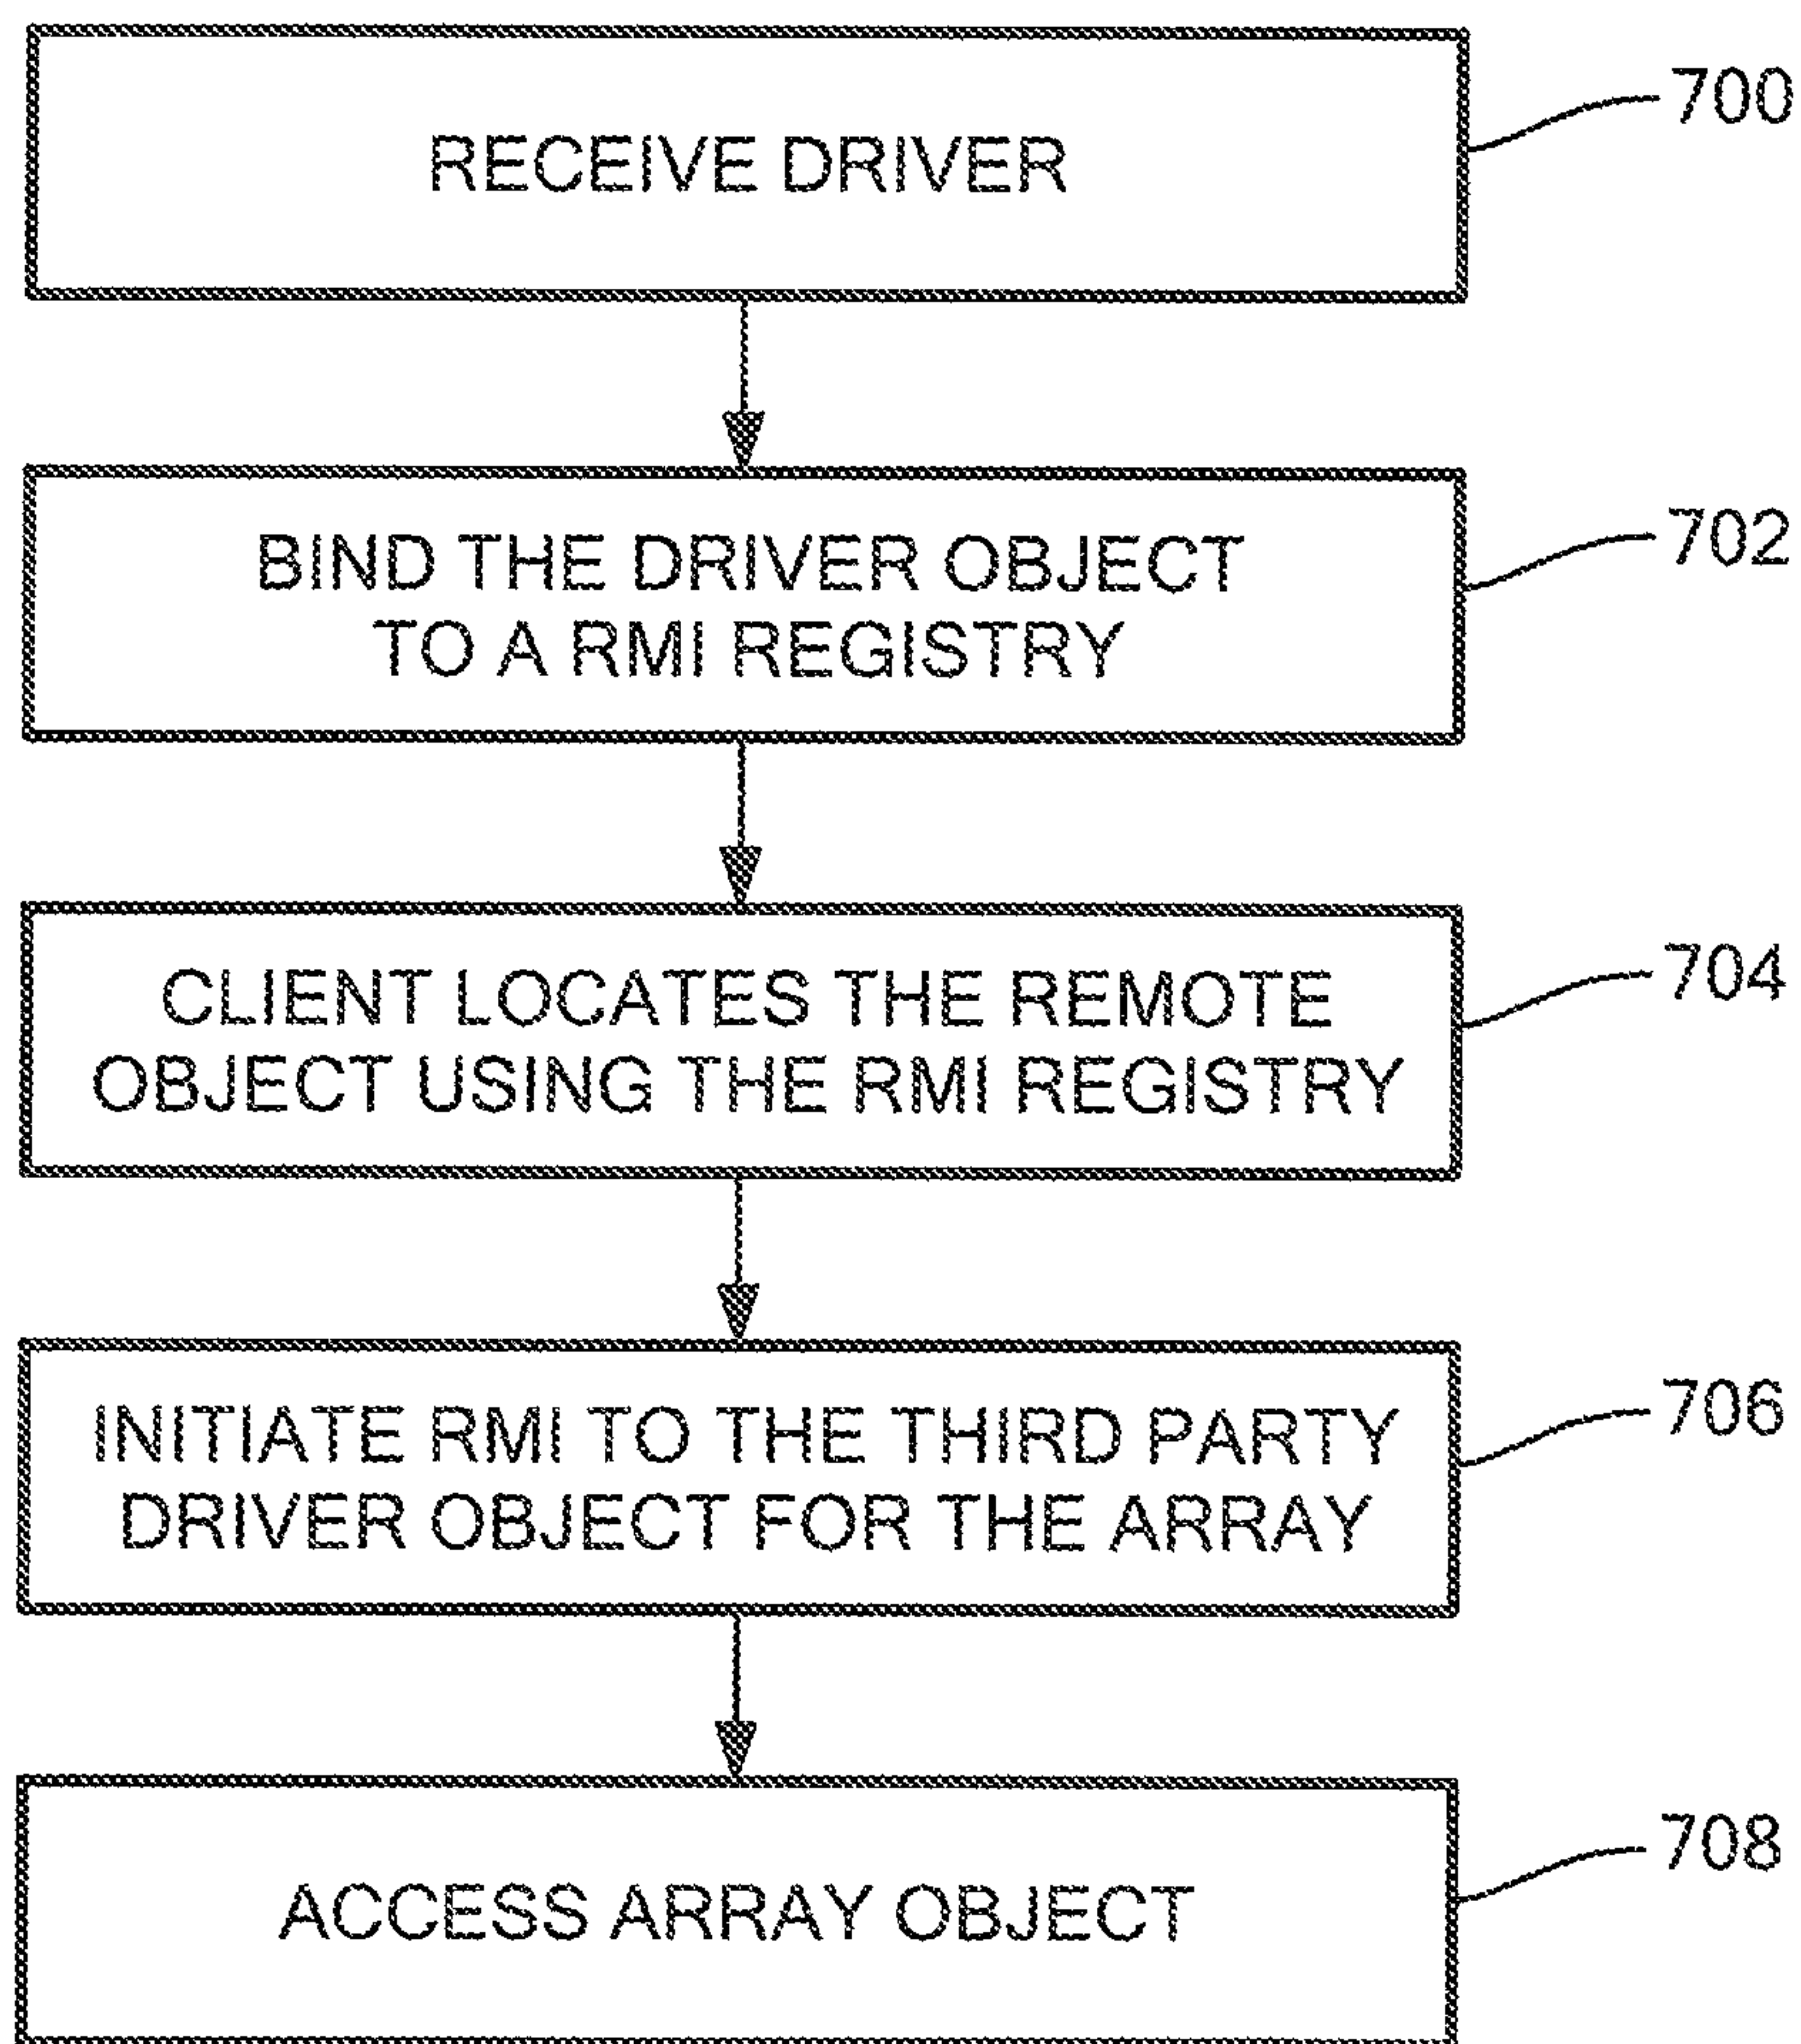 RECEIVE DRIVER
700
BIND THE DRIVER OBJECT
TO A RMI REGISTRY
702
CLIENT LOCATES THE REMOTE
OBJECT USING THE RMI REGISTRY
704
INITIATE RMI TO THE THIRD PARTY
DRIVER OBJECT FOR THE ARRAY
706
ACCESS ARRAY OBJECT
708